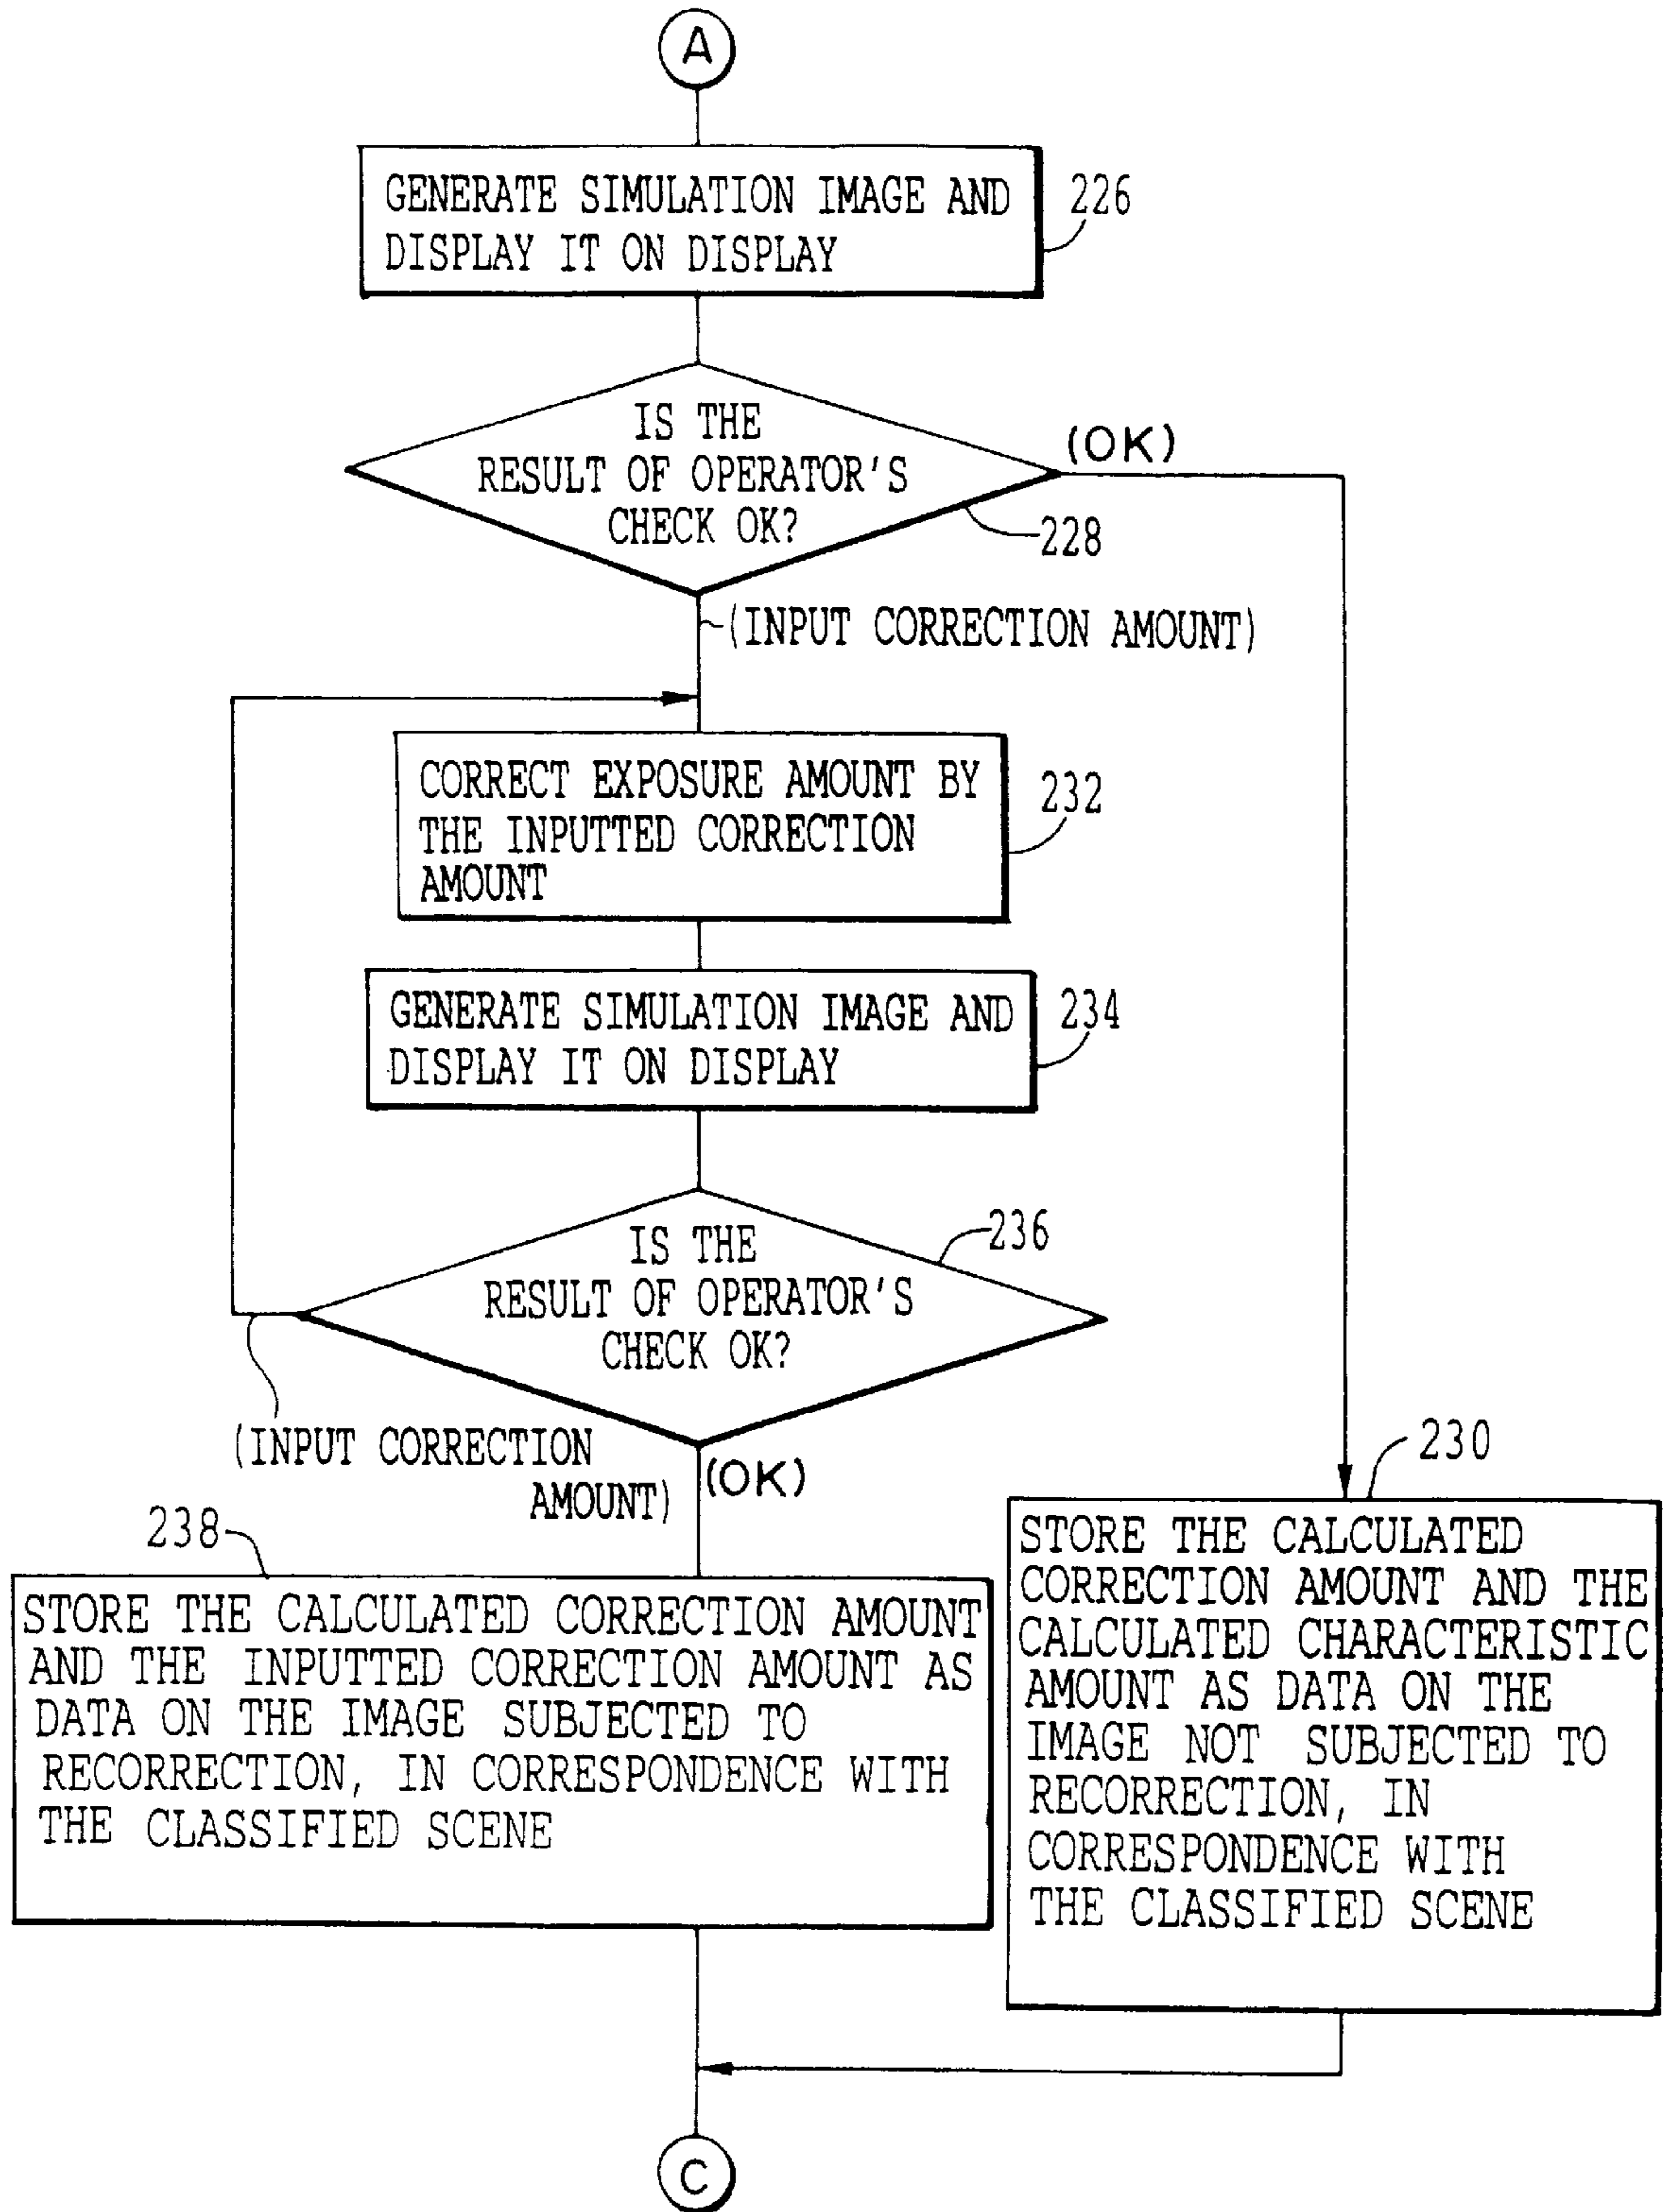 A
GENERATE SIMULATION IMAGE AND
DISPLAY IT ON DISPLAY
226
IS THE
RESULT OF OPERATOR'S
CHECK OK?
(OK)
228
(INPUT CORRECTION AMOUNT)
CORRECT EXPOSURE AMOUNT BY
THE INPUTTED CORRECTION
AMOUNT
232
GENERATE SIMULATION IMAGE AND
DISPLAY IT ON DISPLAY
234
IS THE
RESULT OF OPERATOR'S
CHECK OK?
236
(INPUT CORRECTION
AMOUNT)
(OK)
238
STORE THE CALCULATED CORRECTION AMOUNT
AND THE INPUTTED CORRECTION AMOUNT AS
DATA ON THE IMAGE SUBJECTED TO
RECORRECTION, IN CORRESPONDENCE WITH
THE CLASSIFIED SCENE
230
STORE THE CALCULATED
CORRECTION AMOUNT AND THE
CALCULATED CHARACTERISTIC
AMOUNT AS DATA ON THE
IMAGE NOT SUBJECTED TO
RECORRECTION, IN
CORRESPONDENCE WITH
THE CLASSIFIED SCENE
C